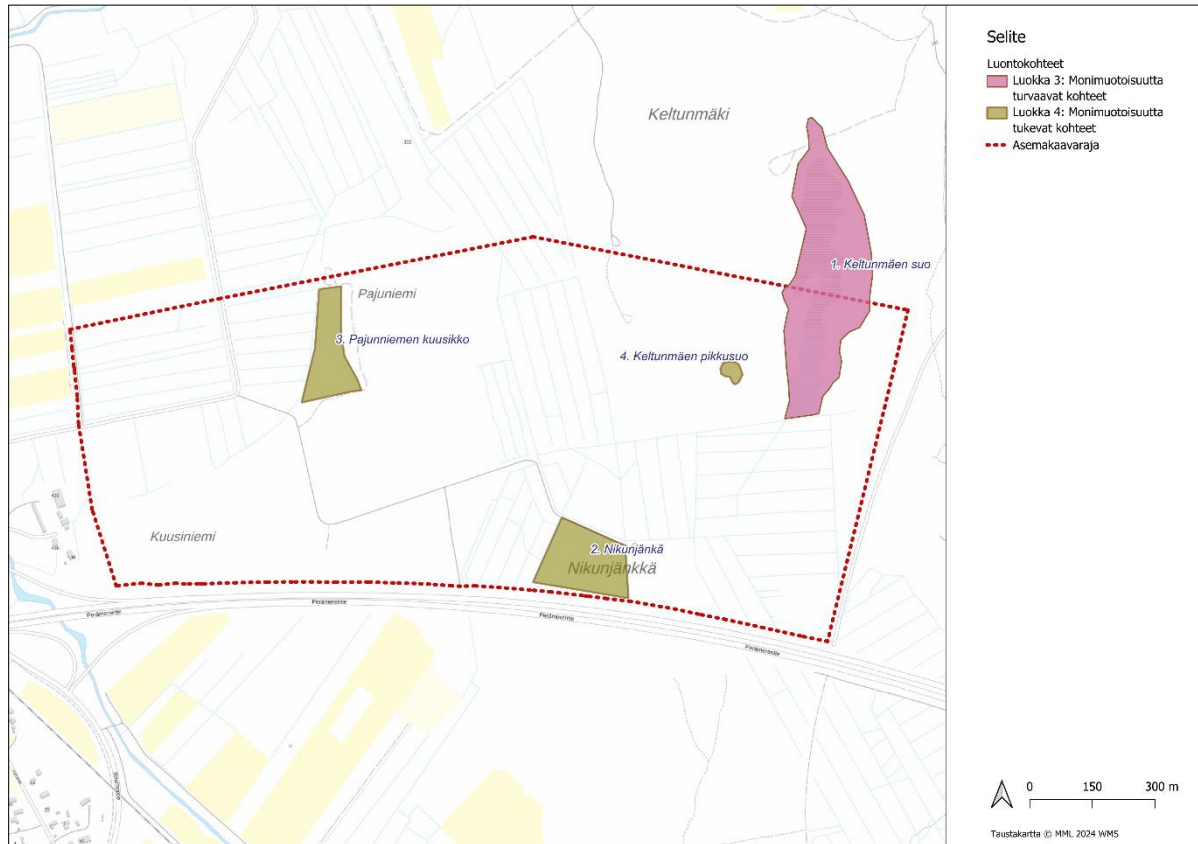 Selite
Luontokohteet
Luokka 3: Monimuotoisuutta
turvaavat kohteet
Luokka 4: Monimuotoisuutta
tukevat kohteet
Asemakaavaraja
Keltunmäki
1. Keltunmäen suo
Pajuniemi
3. Pajunniemen kuusikko
4. Keltunmäen pikkusuo
Kuusiniemi
2. Nikunjänkä
Nikunjänkkä
Perämerentie
Perämerentie
Perämerentie
Perämerentie
0 150 300 m
Taustakartta © MML 2024 WMS